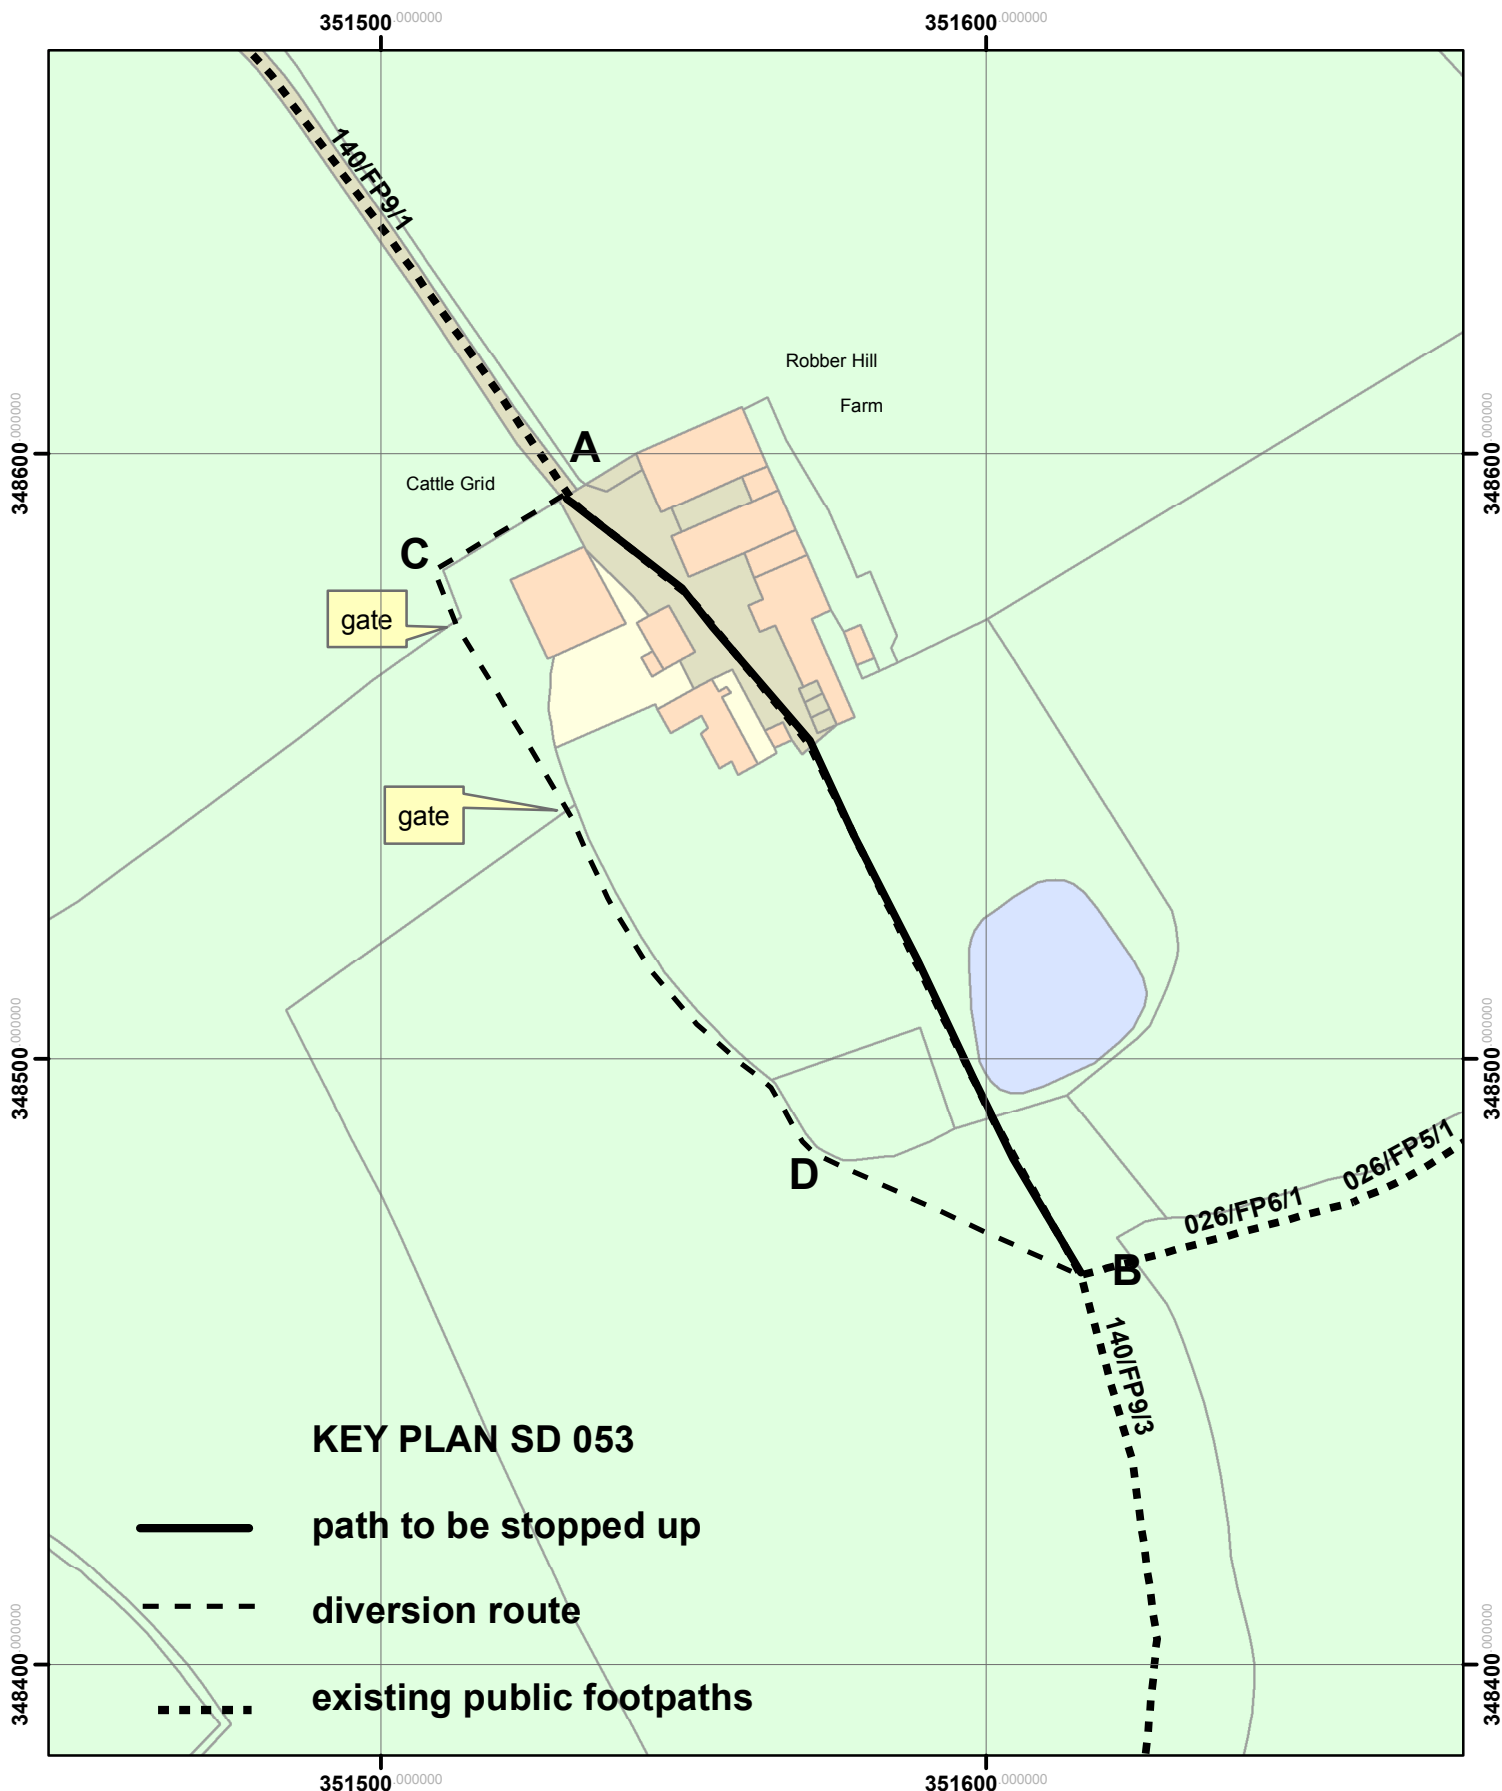 351500.000000
351600.000000
140/FP9/1
Robber Hill
Farm
348600.000000
348600.000000
A
Cattle Grid
C
gate
gate
348500.000000
348500.000000
D
026/FP5/1
026/FP6/1
B
140/FP9/3
KEY PLAN SD 053
path to be stopped up
diversion route
existing public footpaths
348400.000000
348400.000000
351500.000000
351600.000000